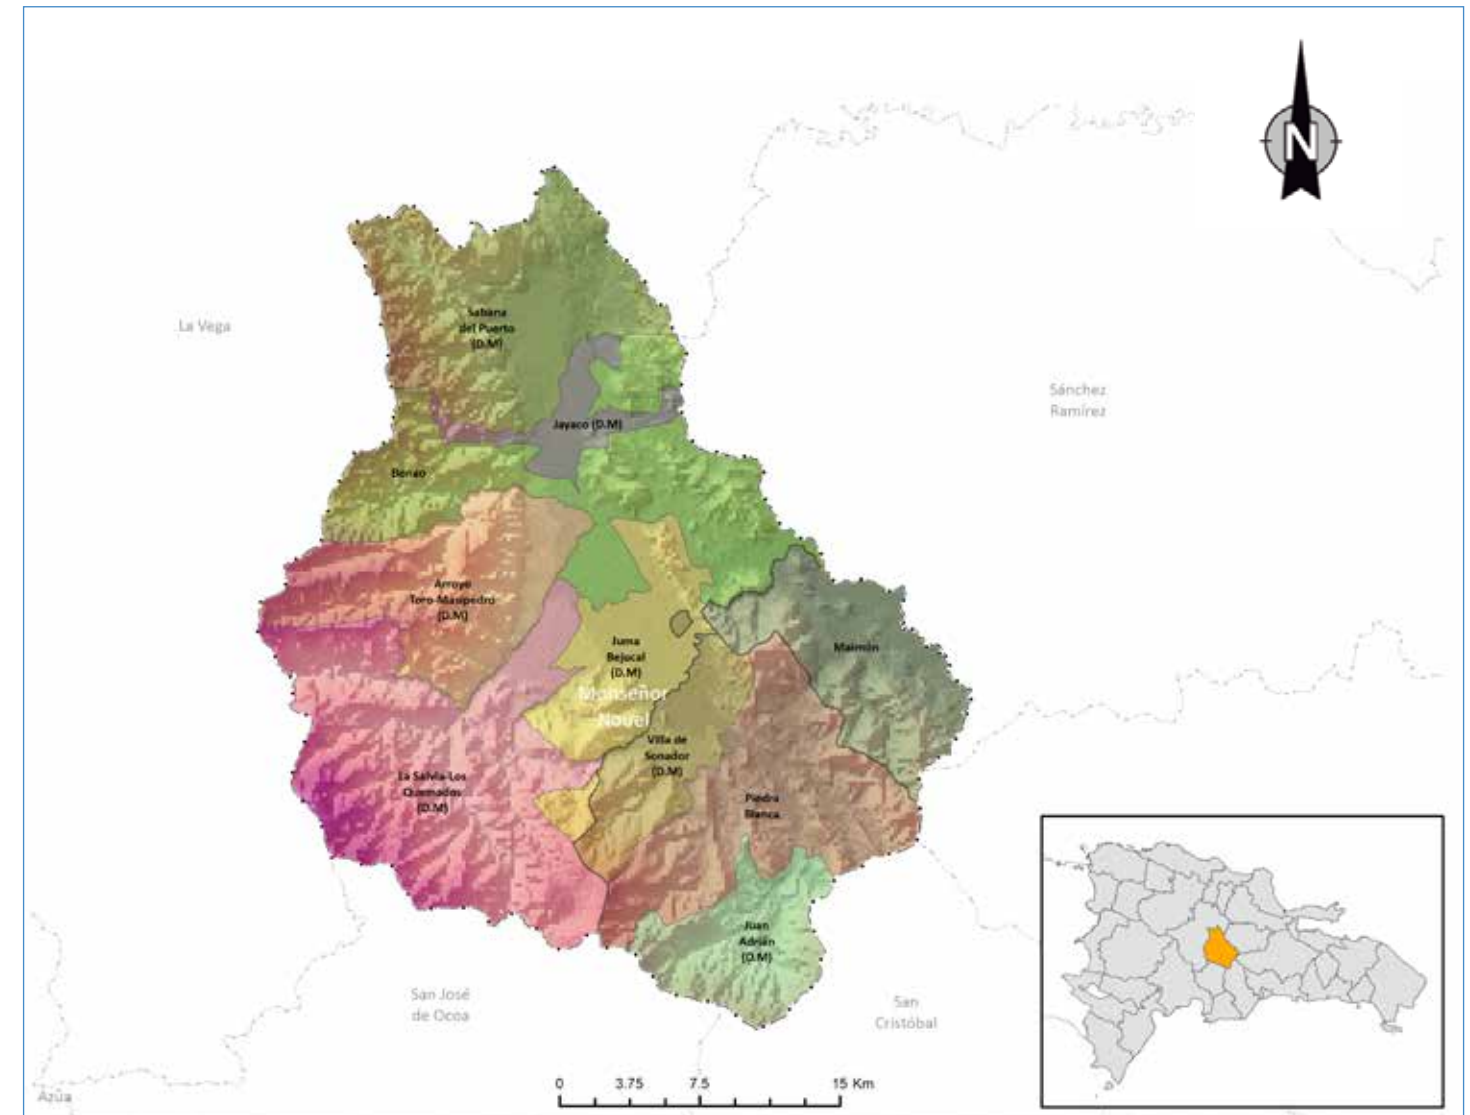 N
La Vega
Sabana
del Puerto
(D.M)
Sánchez
Ramírez
Jayaco (D.M)
Bonao
Arroyo
Toro-Masipedro
(D.M)
Juma
Bejucal
(D.M)
Maimón
Monseñor
Nouel
Villa de
Sonador
(D.M)
La Salvia-Los
Quemados
(D.M)
Piedra
Blanca
Juan
Adrián
(D.M)
San José
de Ocoa
San
Cristóbal
0 3.75 7.5 15 Km
Azúa